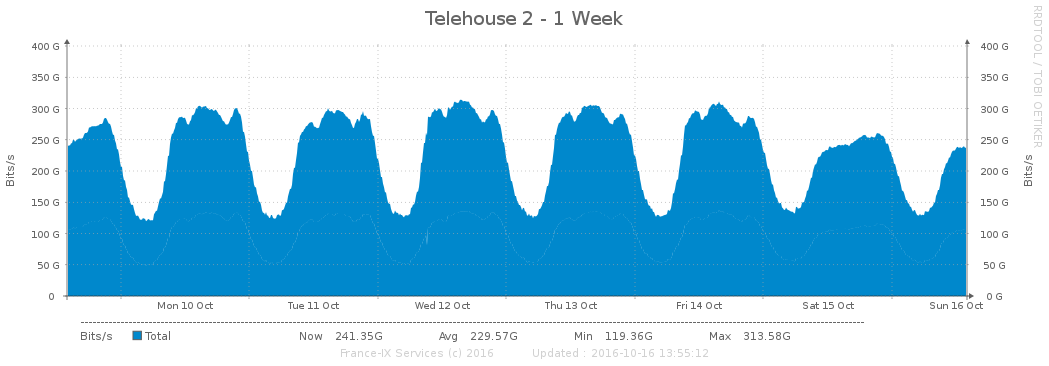 Telehouse 2 - 1 Week
RRDTOOL / TOBI OETIKER
Bits/s
400 G
350 G
300 G
250 G
200 G
150 G
100 G
50 G
0
400 G
350 G
300 G
250 G
200 G
150 G
100 G
50 G
0 G
Bits/s
Mon 10 Oct Tue 11 Oct Wed 12 Oct Thu 13 Oct Fri 14 Oct Sat 15 Oct Sun 16 Oct
Bits/s Total Now 241.35G Avg 229.57G Min 119.36G Max 313.58G
France-IX Services (c) 2016 Updated : 2016-10-16 13:55:12